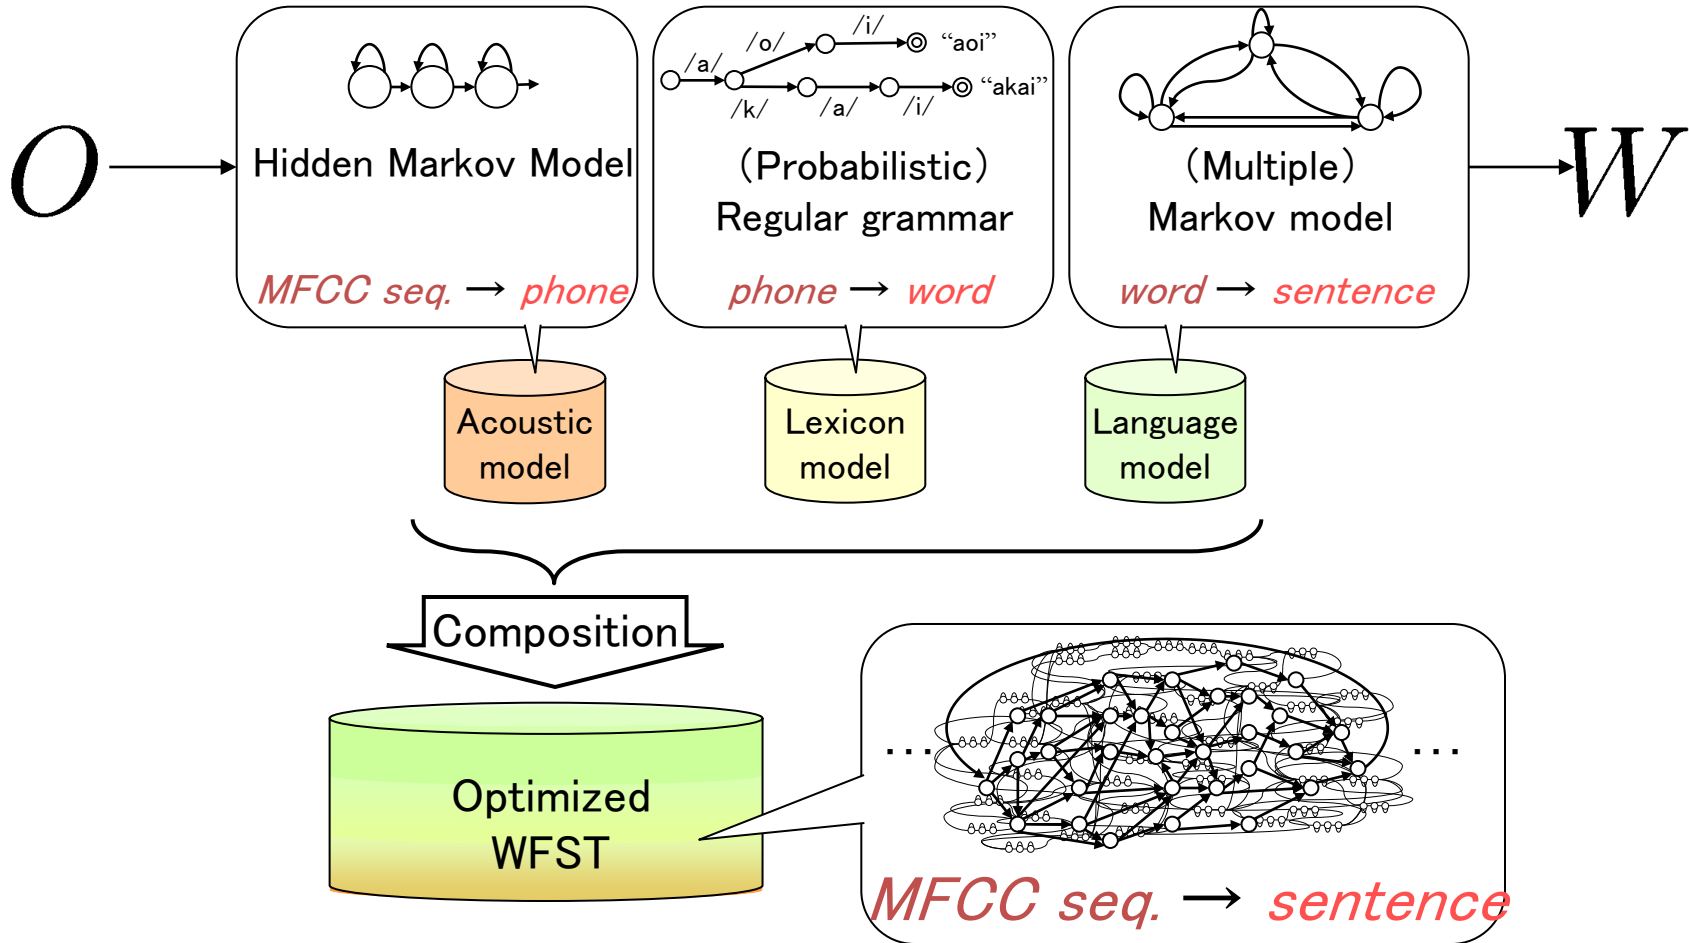 O
Hidden Markov Model
MFCC seq. → phone
/a/
/o/
/i/
"aoi"
/k/
/a/
/i/
"akai"
(Probabilistic)
Regular grammar
phone → word
(Multiple)
Markov model
word → sentence
W
Acoustic
model
Lexicon
model
Language
model
Composition
Optimized
WFST
...
...
MFCC seq. → sentence